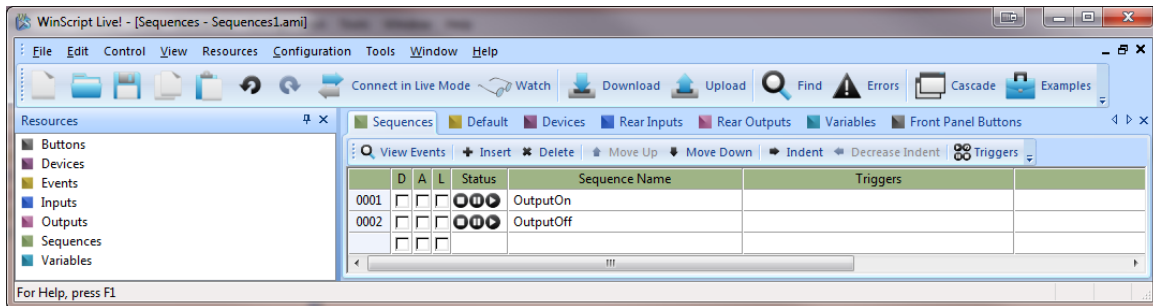 WinScript Live! - [Sequences - Sequences1.ami]
File Edit Control View Resources Configuration Tools Window Help
Connect in Live Mode Watch Download Upload Find Errors Cascade Examples
Resources
Buttons
Devices
Events
Inputs
Outputs
Sequences
Variables
Sequences Default Devices Rear Inputs Rear Outputs Variables Front Panel Buttons
View Events Insert Delete Move Up Move Down Indent Decrease Indent Triggers
D A L Status Sequence Name Triggers
0001 OutputOn
0002 OutputOff
For Help, press F1